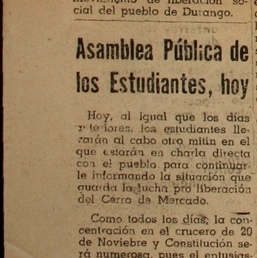 movimiento de liberación so-
cial del pueblo de Durango.
Asamblea Pública de
los Estudiantes, hoy
Hoy, al igual que los días
teriores, los estudiantes lle-
varán al cabo otro mitin en el
que estarán en charla directa
con el pueblo para continuar-
le informando la situación que
guarda la lucha pro liberación
del Cerro de Mercado.
Como todos los días, la co
centración en el crucero de 20
de Noviebre y Constitución se
rá numerosa, pues el entusias